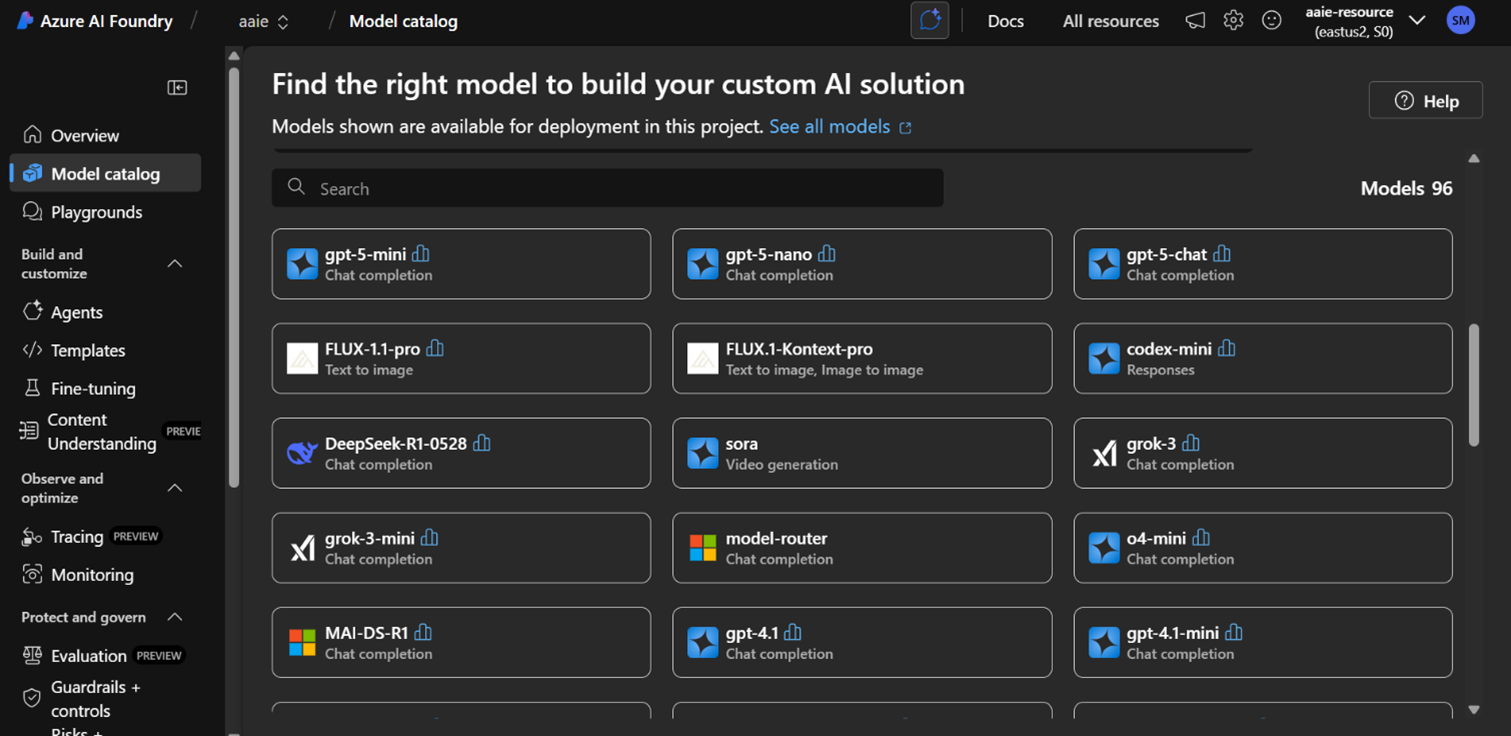 Azure AI Foundry / aaie / Model catalog
Docs
All resources
aaie-resource
(eastus2, S0)
SM
Overview
Model catalog
Playgrounds
Build and
customize
Agents
Templates
Fine-tuning
Content
Understanding PREVIE
Observe and
optimize
Tracing PREVIEW
Monitoring
Protect and govern
Evaluation PREVIEW
Guardrails +
controls
Risks +
Find the right model to build your custom AI solution
Help
Models shown are available for deployment in this project. See all models
Search
Models 96
gpt-5-mini
Chat completion
gpt-5-nano
Chat completion
gpt-5-chat
Chat completion
FLUX-1.1-pro
Text to image
FLUX.1-Kontext-pro
Text to image, Image to image
codex-mini
Responses
DeepSeek-R1-0528
Chat completion
sora
Video generation
grok-3
Chat completion
grok-3-mini
Chat completion
model-router
Chat completion
o4-mini
Chat completion
MAI-DS-R1
Chat completion
gpt-4.1
Chat completion
gpt-4.1-mini
Chat completion